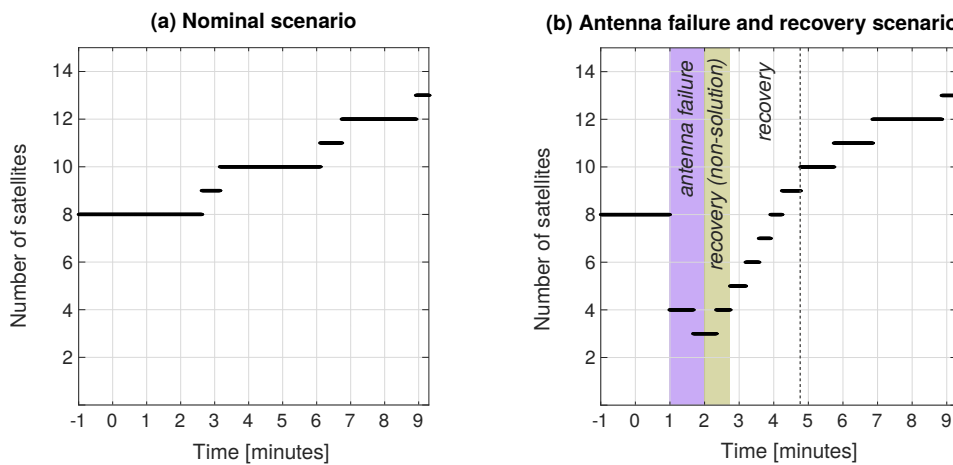 (a) Nominal scenario
14
12
10
8
6
4
2
-1 0 1 2 3 4 5 6 7 8 9
Time [minutes]
Number of satellites
(b) Antenna failure and recovery scenario
14
12
10
8
6
4
2
-1 0 1 2 3 4 5 6 7 8 9
Time [minutes]
Number of satellites
antenna failure
recovery (non-solution)
recovery